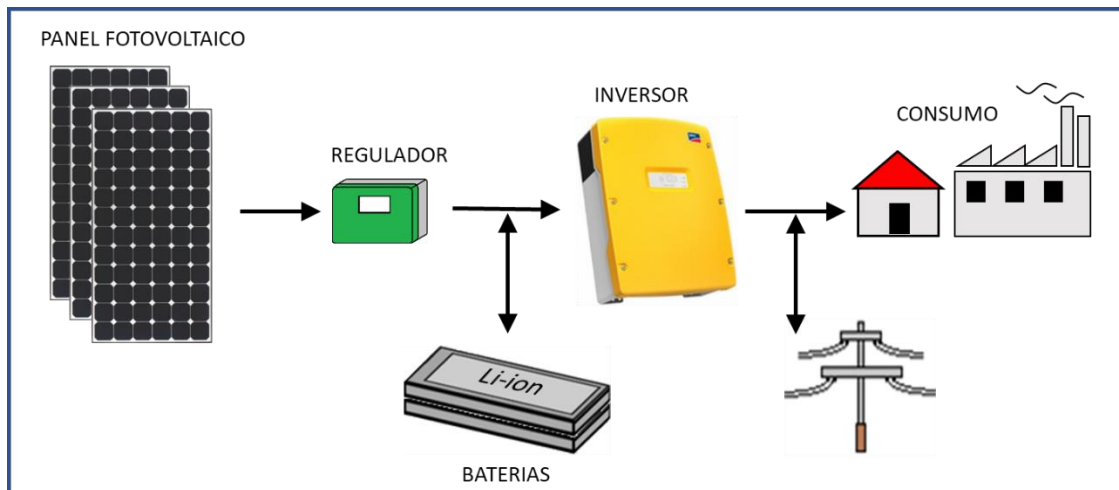 PANEL FOTOVOLTAICO
REGULADOR
INVERSOR
CONSUMO
Li-ion
BATERIAS